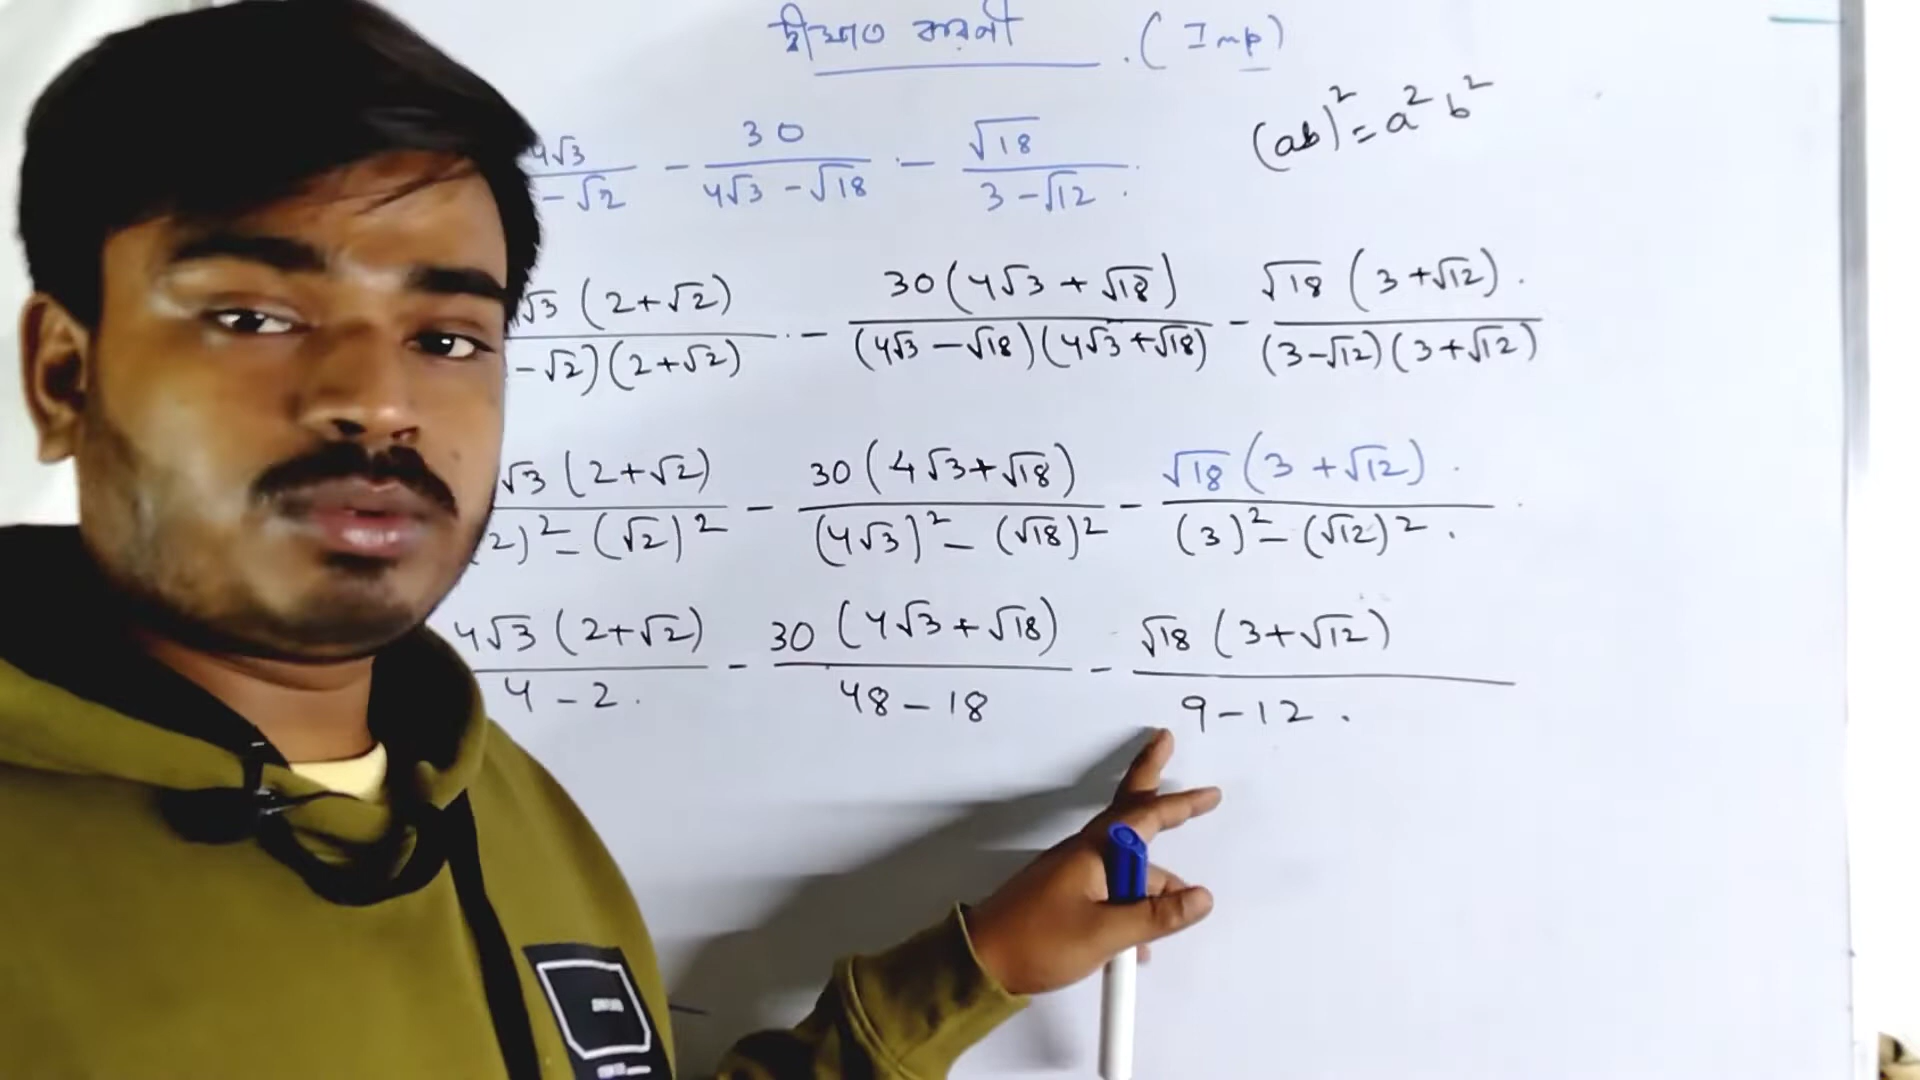 দ্বিঘাত করণী . (Imp)
(ab)² = a² b²
4√3 / - √2 - 30 / 4√3 - √18 - √18 / 3 - √12 .
√3 (2+√2) / - √2)(2+√2) - 30(4√3 + √18) / (4√3 - √18)(4√3 + √18) - √18 (3+√12) . / (3-√12)(3+√12)
√3 (2+√2) / 2)² - (√2)² - 30(4√3+√18) / (4√3)² - (√18)² - √18 (3+√12) . / (3)² - (√12)² .
4√3 (2+√2) / 4 - 2 . - 30 (4√3 + √18) / 48 - 18 - √18 (3+√12) / 9 - 12 .